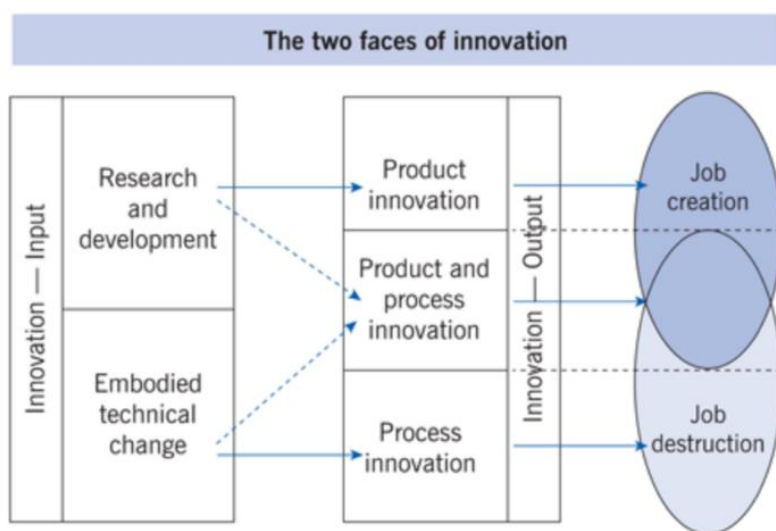 The two faces of innovation
Innovation — Input
Research
and
development
Embodied
technical
change
Product
innovation
Product and
process
innovation
Process
innovation
Innovation — Output
Job
creation
Job
destruction